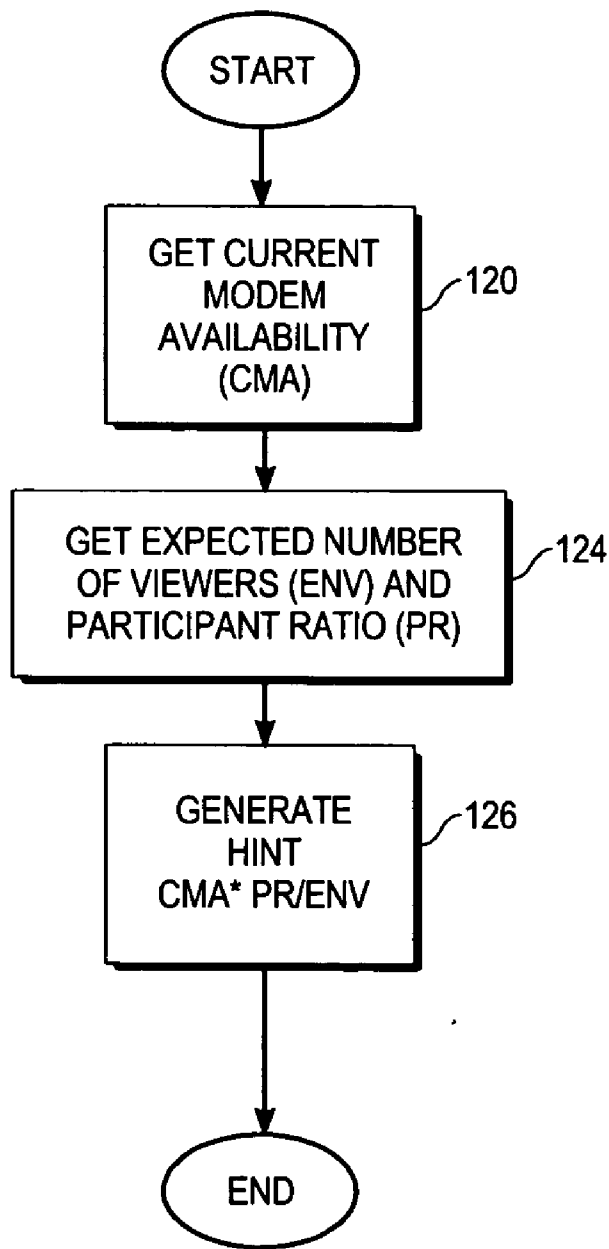 START
GET CURRENT
MODEM
AVAILABILITY
(CMA)
120
GET EXPECTED NUMBER
OF VIEWERS (ENV) AND
PARTICIPANT RATIO (PR)
124
GENERATE
HINT
CMA* PR/ENV
126
END